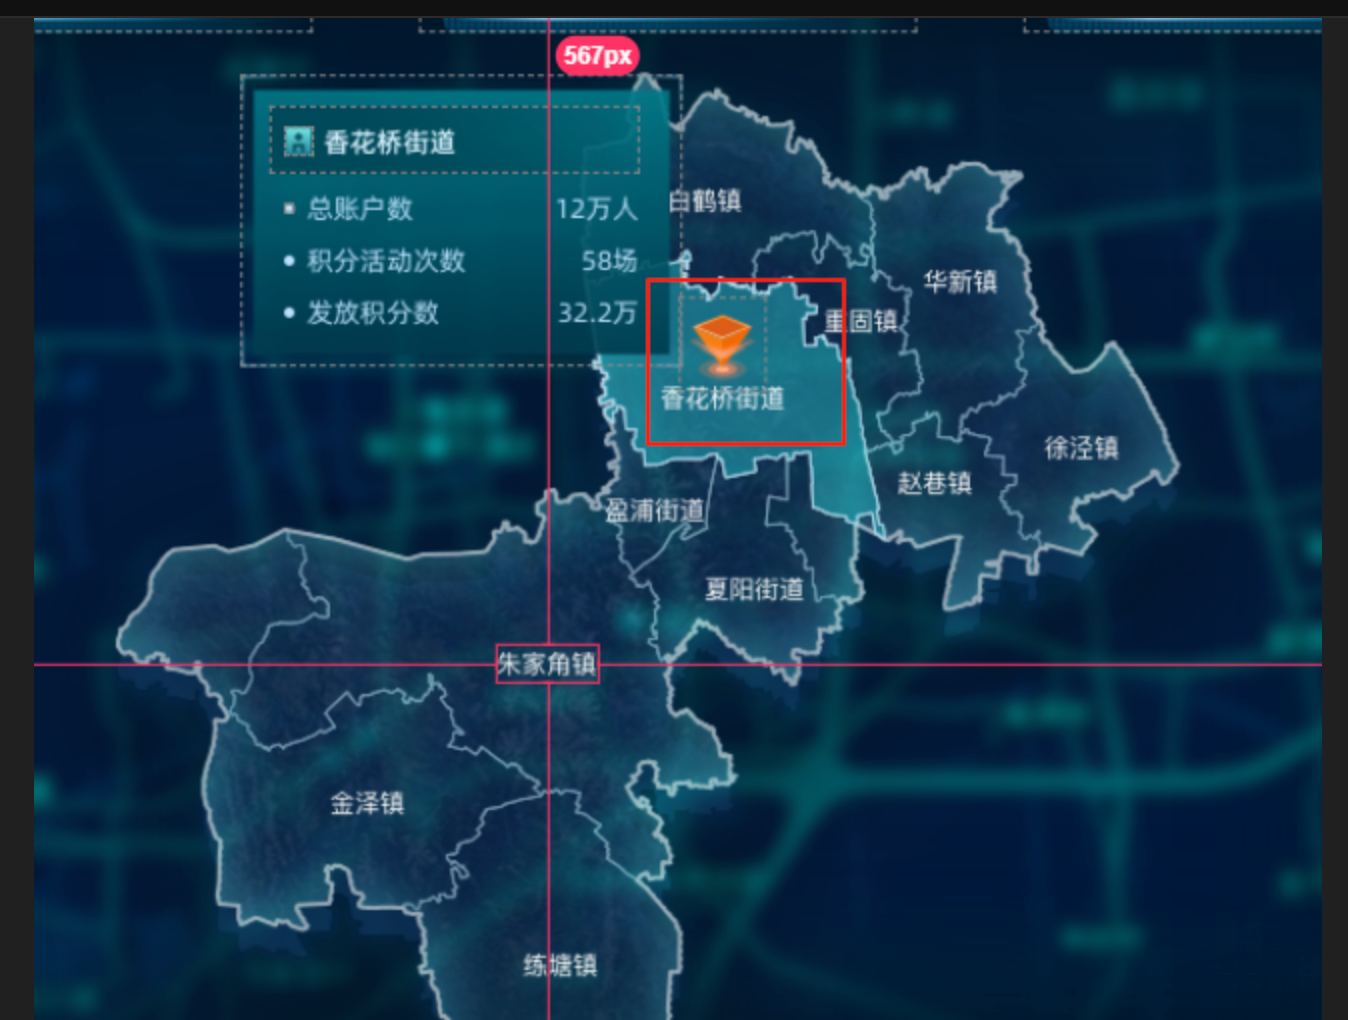 567px
香花桥街道
总账户数 12万人
积分活动次数 58场
发放积分数 32.2万
白鹤镇
华新镇
重固镇
香花桥街道
徐泾镇
赵巷镇
盈浦街道
夏阳街道
朱家角镇
金泽镇
练塘镇